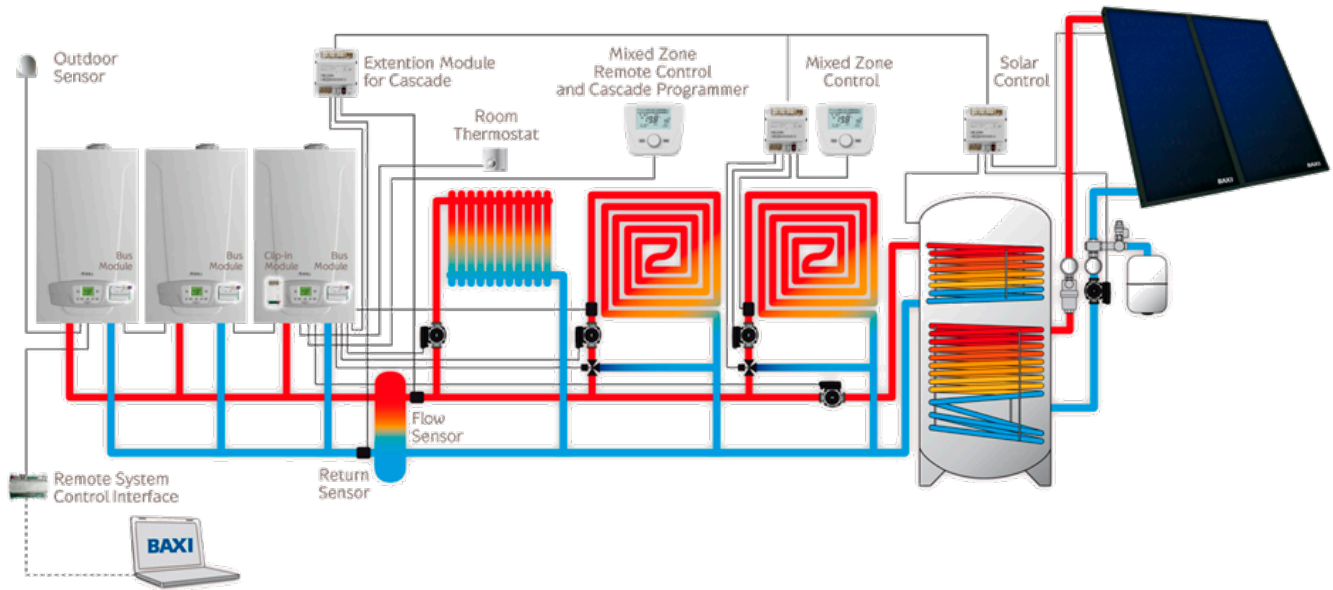 Outdoor
Sensor
Extention Module
for Cascade
Mixed Zone
Remote Control
and Cascade Programmer
Mixed Zone
Control
Solar
Control
Room
Thermostat
BAXI
BAXI
Bus
Module
Bus
Module
Clip-In
Module
Bus
Module
Flow
Sensor
Return
Sensor
Remote System
Control Interface
BAXI